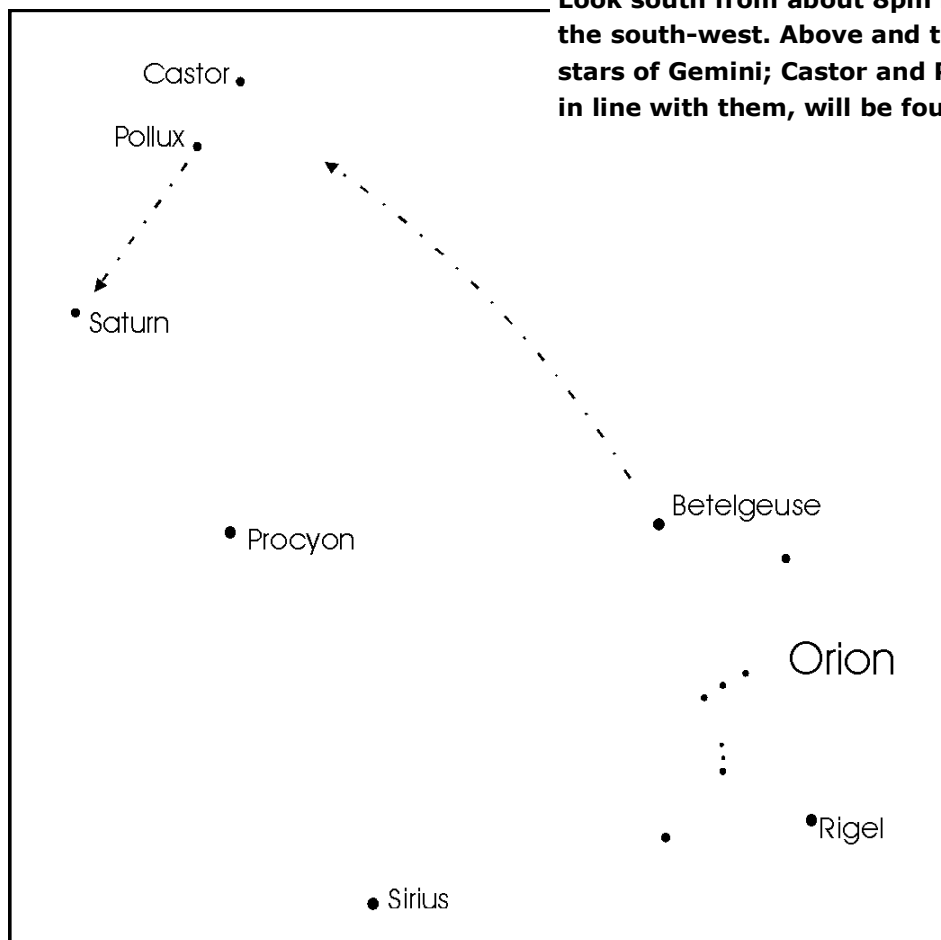 Look south from about 8pm
the south-west. Above and t
stars of Gemini; Castor and
in line with them, will be fou
Castor
Pollux
Saturn
Betelgeuse
Procyon
Orion
Rigel
Sirius